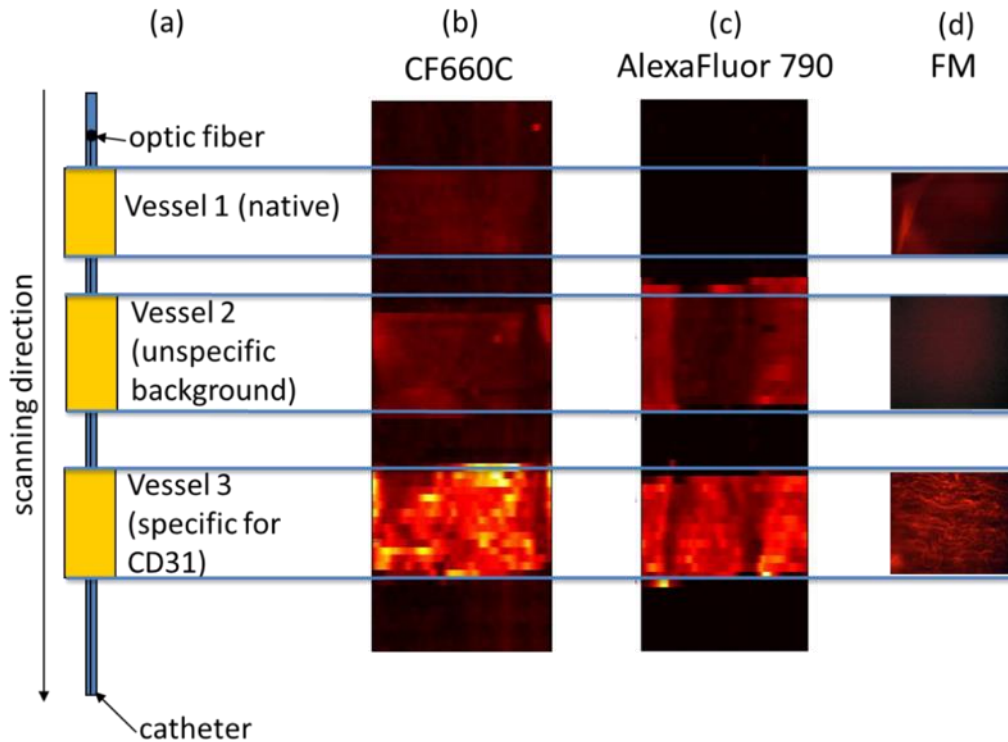 (a)
(b)
(c)
(d)
CF660C
AlexaFluor 790
FM
optic fiber
Vessel 1 (native)
Vessel 2
(unspecific
background)
Vessel 3
(specific for
CD31)
scanning direction
catheter